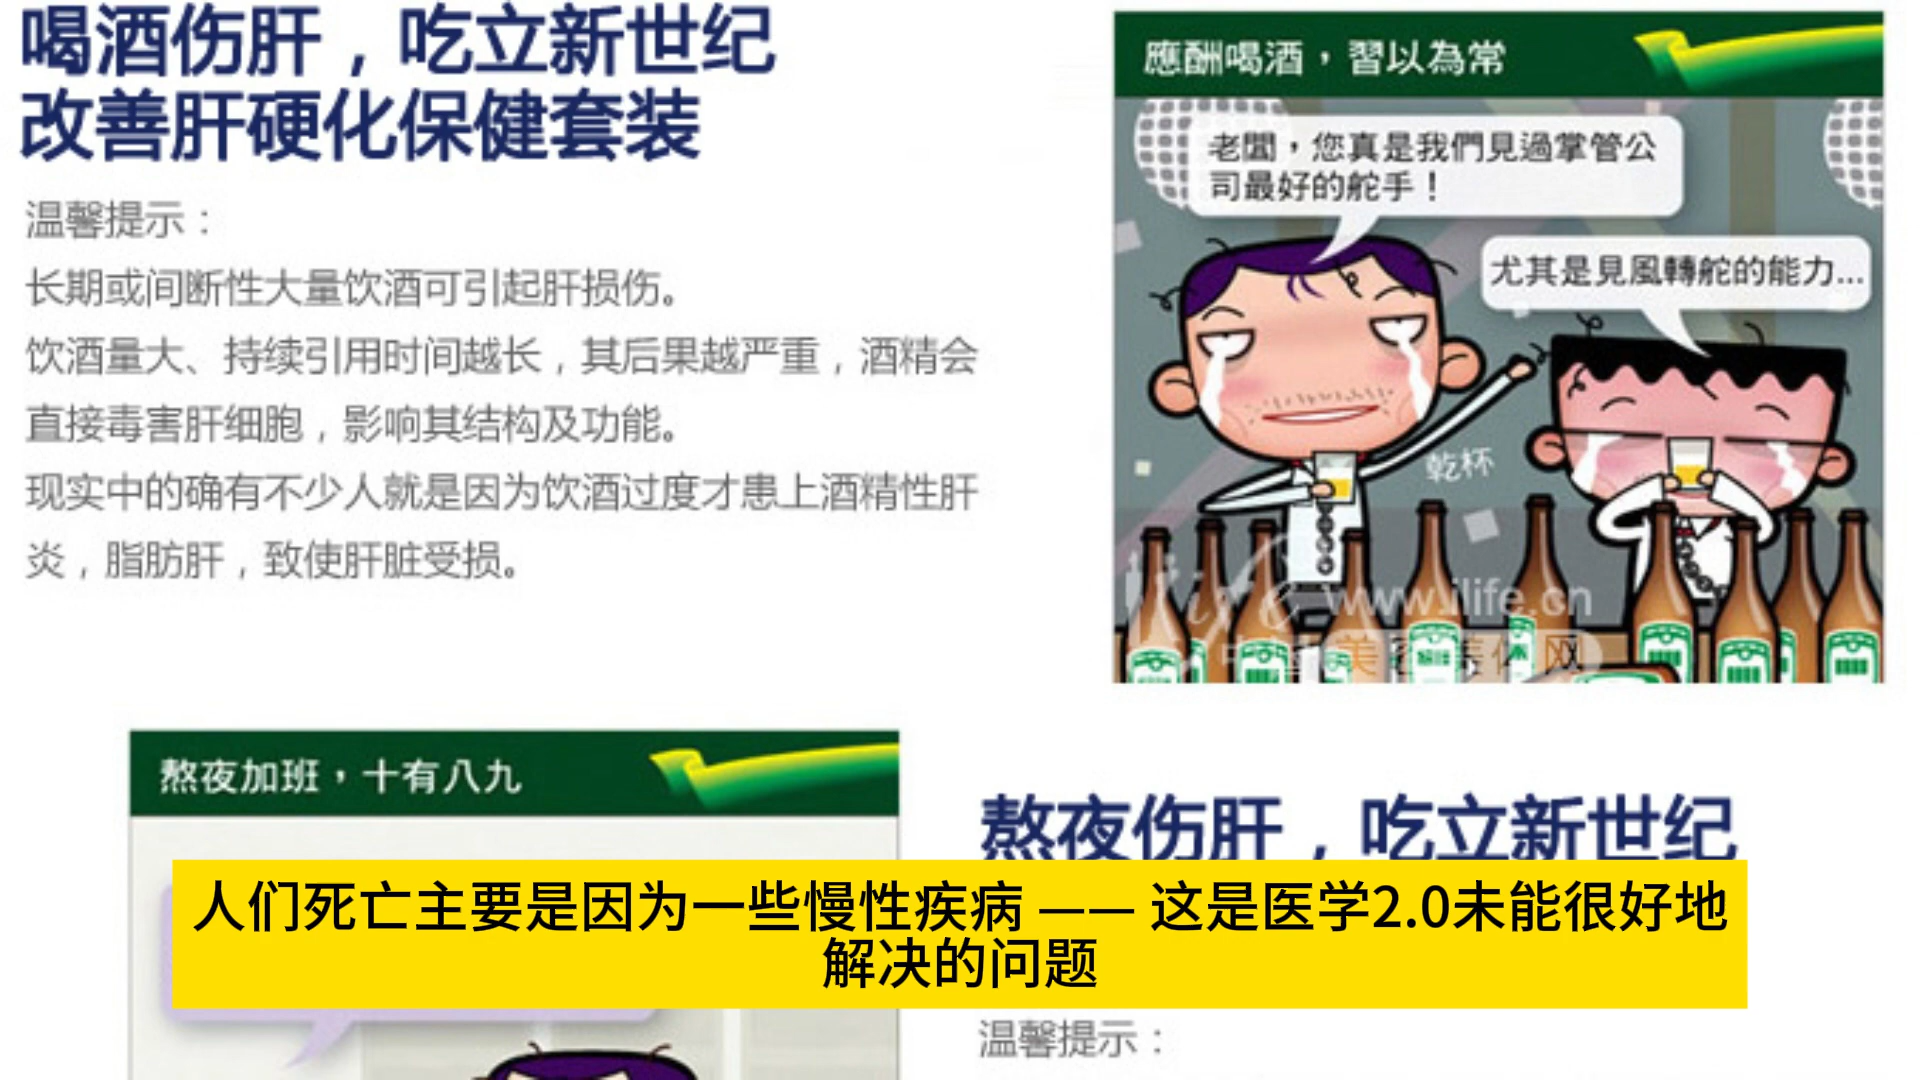 喝酒伤肝，吃立新世纪
改善肝硬化保健套装
温馨提示：
长期或间断性大量饮酒可引起肝损伤。
饮酒量大、持续引用时间越长，其后果越严重，酒精会
直接毒害肝细胞，影响其结构及功能。
现实中的确有不少人就是因为饮酒过度才患上酒精性肝
炎，脂肪肝，致使肝脏受损。
應酬喝酒，習以為常
老闆，您真是我們見過掌管公
司最好的舵手！
尤其是見風轉舵的能力...
乾杯
www.ilife.cn
熬夜加班，十有八九
熬夜伤肝，吃立新世纪
人们死亡主要是因为一些慢性疾病 —— 这是医学2.0未能很好地
解决的问题
温馨提示：